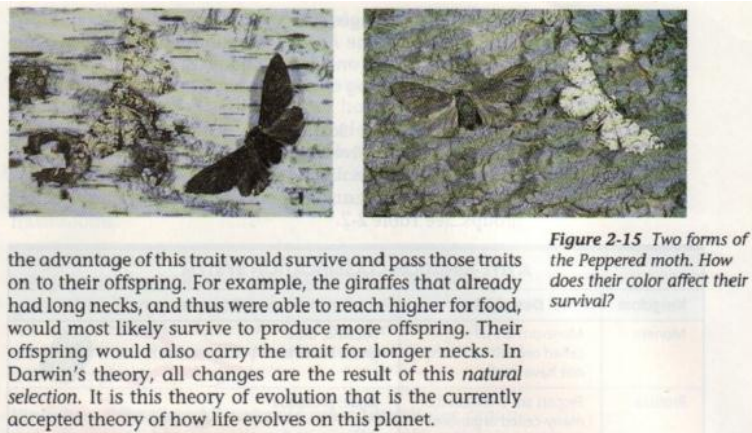 Figure 2-15 Two forms of
the Peppered moth. How
does their color affect their
survival?
the advantage of this trait would survive and pass those traits
on to their offspring. For example, the giraffes that already
had long necks, and thus were able to reach higher for food,
would most likely survive to produce more offspring. Their
offspring would also carry the trait for longer necks. In
Darwin's theory, all changes are the result of this natural
selection. It is this theory of evolution that is the currently
accepted theory of how life evolves on this planet.